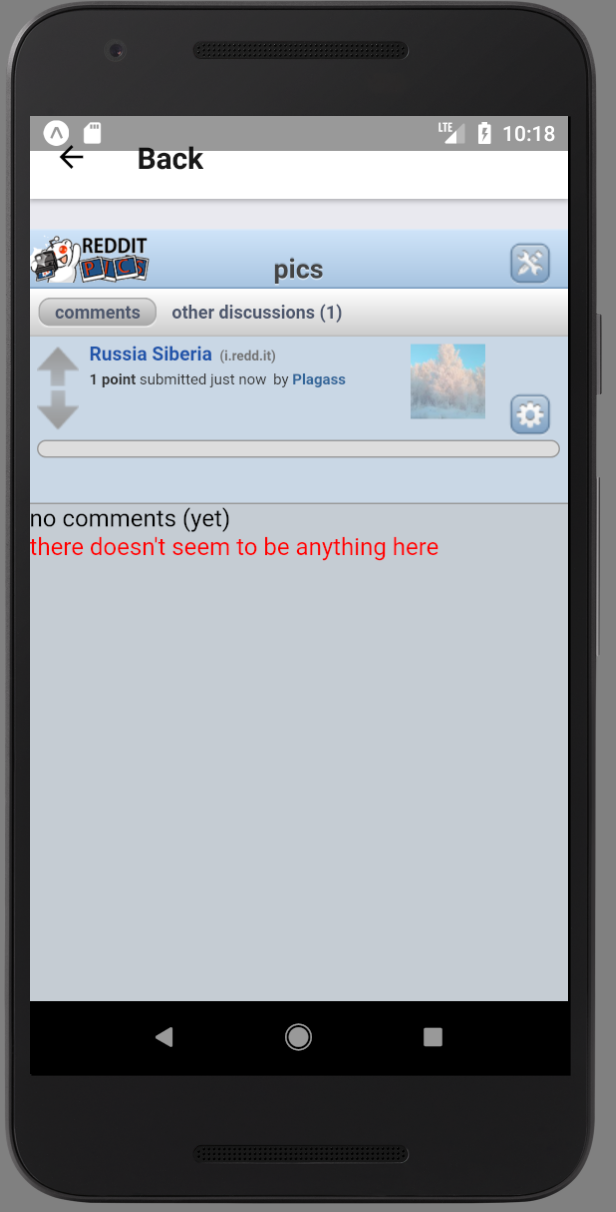 LTE 10:18
Back
REDDIT
PICS
pics
comments other discussions (1)
Russia Siberia (i.redd.it)
1 point submitted just now by Plagass
no comments (yet)
there doesn't seem to be anything here